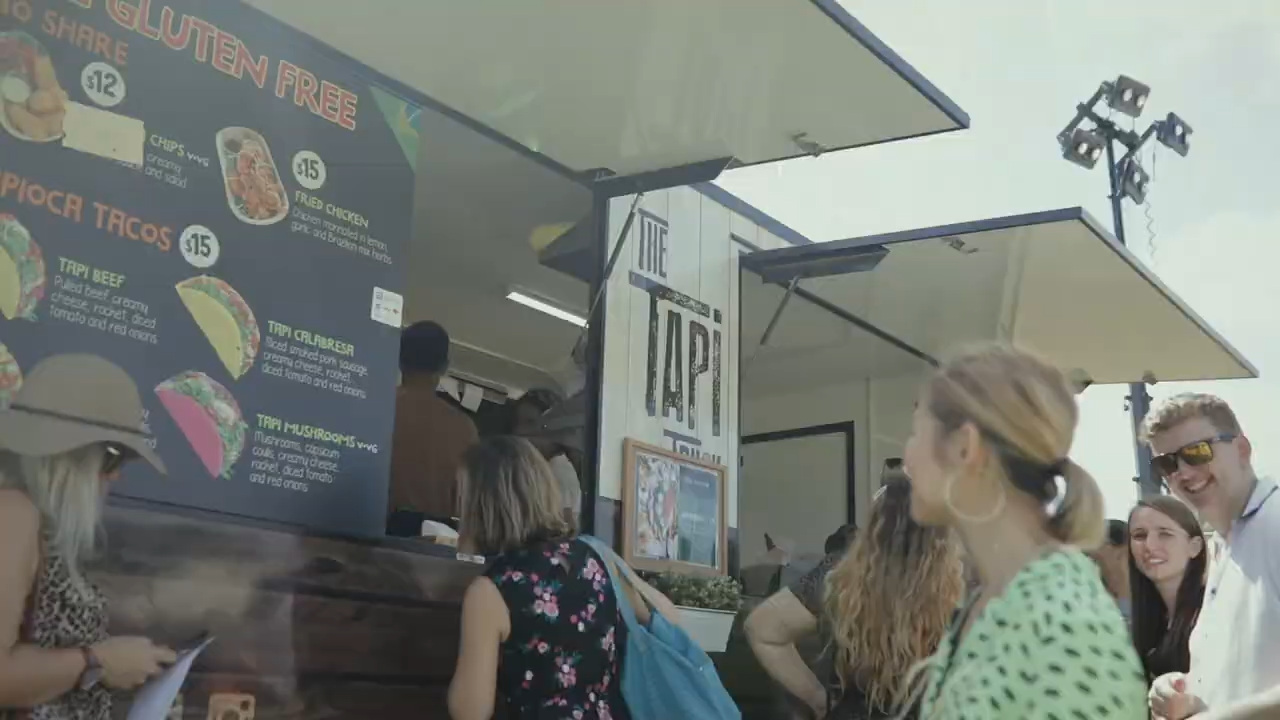 GLUTEN FREE
TO SHARE
$12
CHIPS
creamy
and salad
$15
FRIED CHICKEN
Chicken marinated in lemon,
garlic and Brazilian mix herbs
TAPIOCA TACOS
$15
TAPI BEEF
Pulled beef, creamy
cheese, rocket, diced
tomato and red onions
TAPI CALABRESA
Sliced smoked pork sausage,
creamy cheese, rocket,
diced tomato and red onions
TAPI MUSHROOMS
Mushrooms, capsicum
coulis, creamy cheese,
rocket, diced tomato
and red onions
THE
TAPI
TRUCK